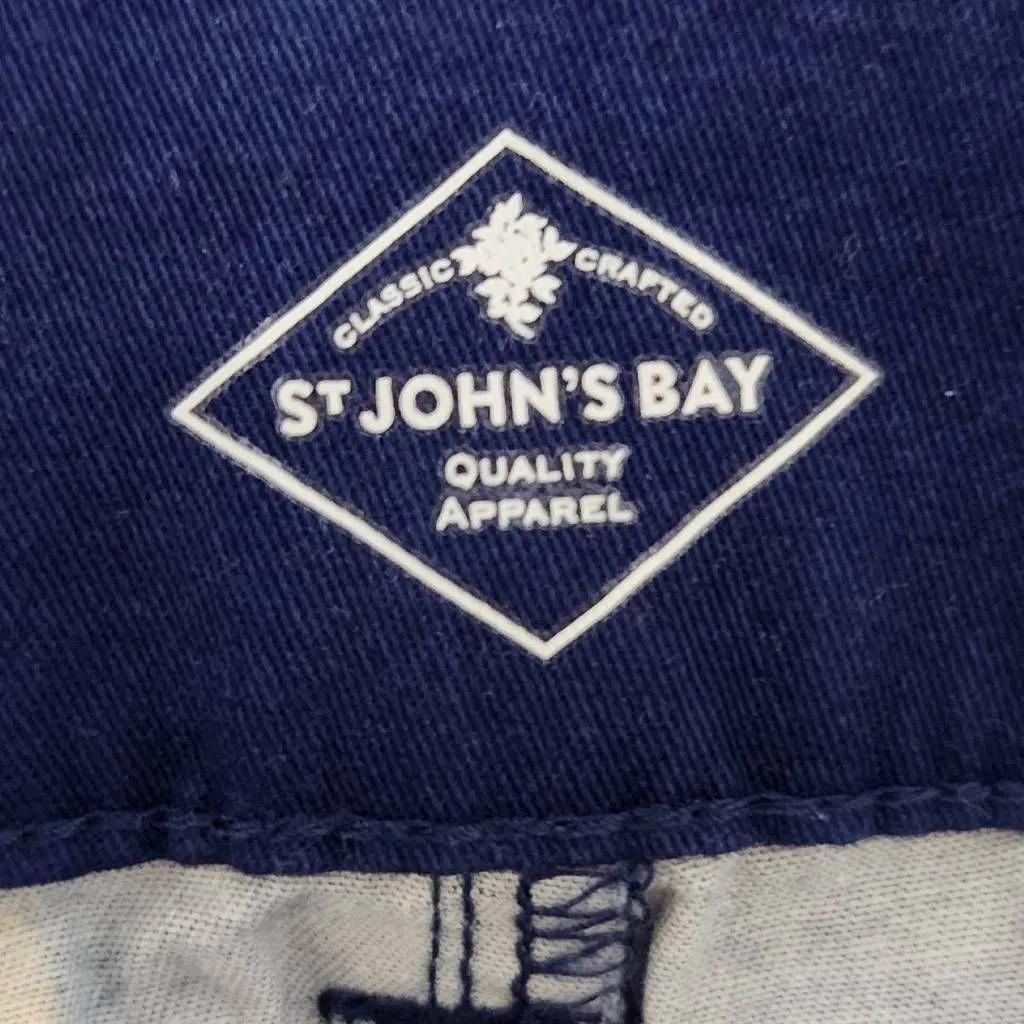 CLASSIC CRAFTED
ST JOHN'S BAY
QUALITY
APPAREL